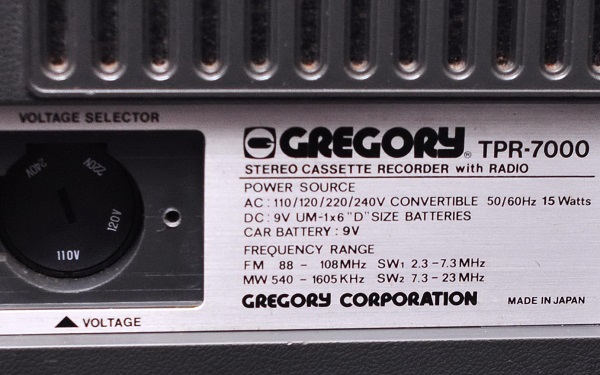 VOLTAGE SELECTOR
240V
220V
120V
110V
▲ VOLTAGE
GREGORY® TPR-7000
STEREO CASSETTE RECORDER with RADIO
POWER SOURCE
AC : 110/120/220/240V CONVERTIBLE 50/60Hz 15 Watts
DC : 9V UM-1x6 "D" SIZE BATTERIES
CAR BATTERY : 9V
FREQUENCY RANGE
FM 88 - 108MHz SW1 2.3-7.3MHz
MW 540 - 1605KHz SW2 7.3-23MHz
GREGORY CORPORATION MADE IN JAPAN